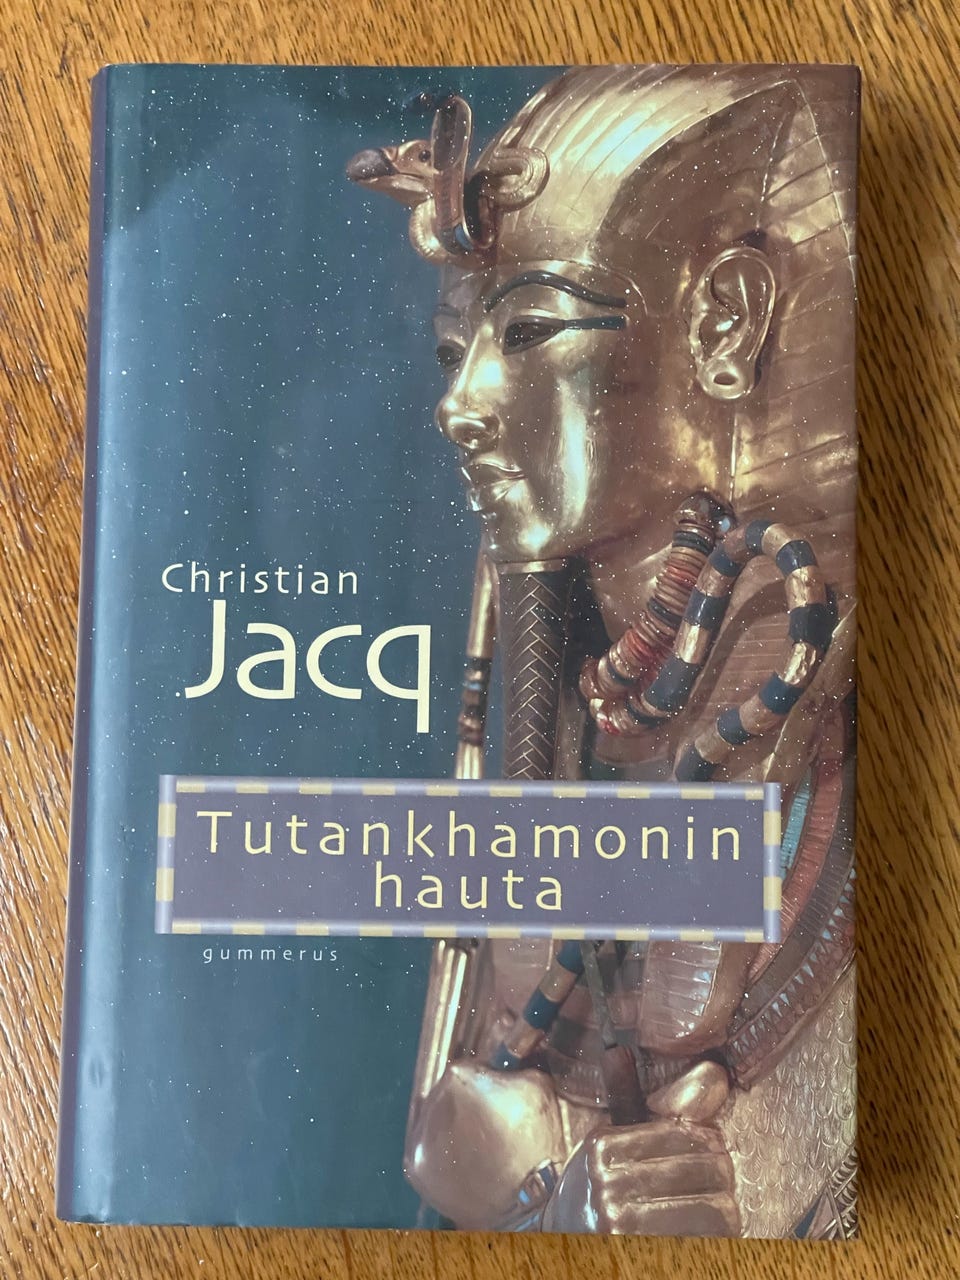 Christian
Jacq
Tutankhamonin
hauta
gummerus